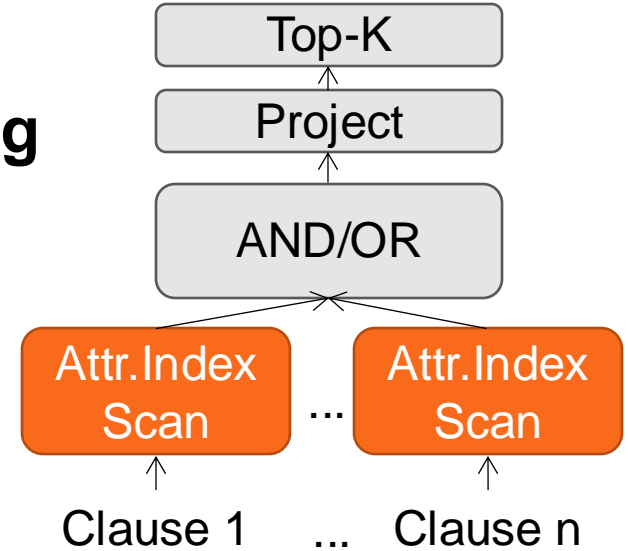 Top-K
g
Project
AND/OR
Attr.Index
Scan
...
Attr.Index
Scan
Clause 1 ... Clause n